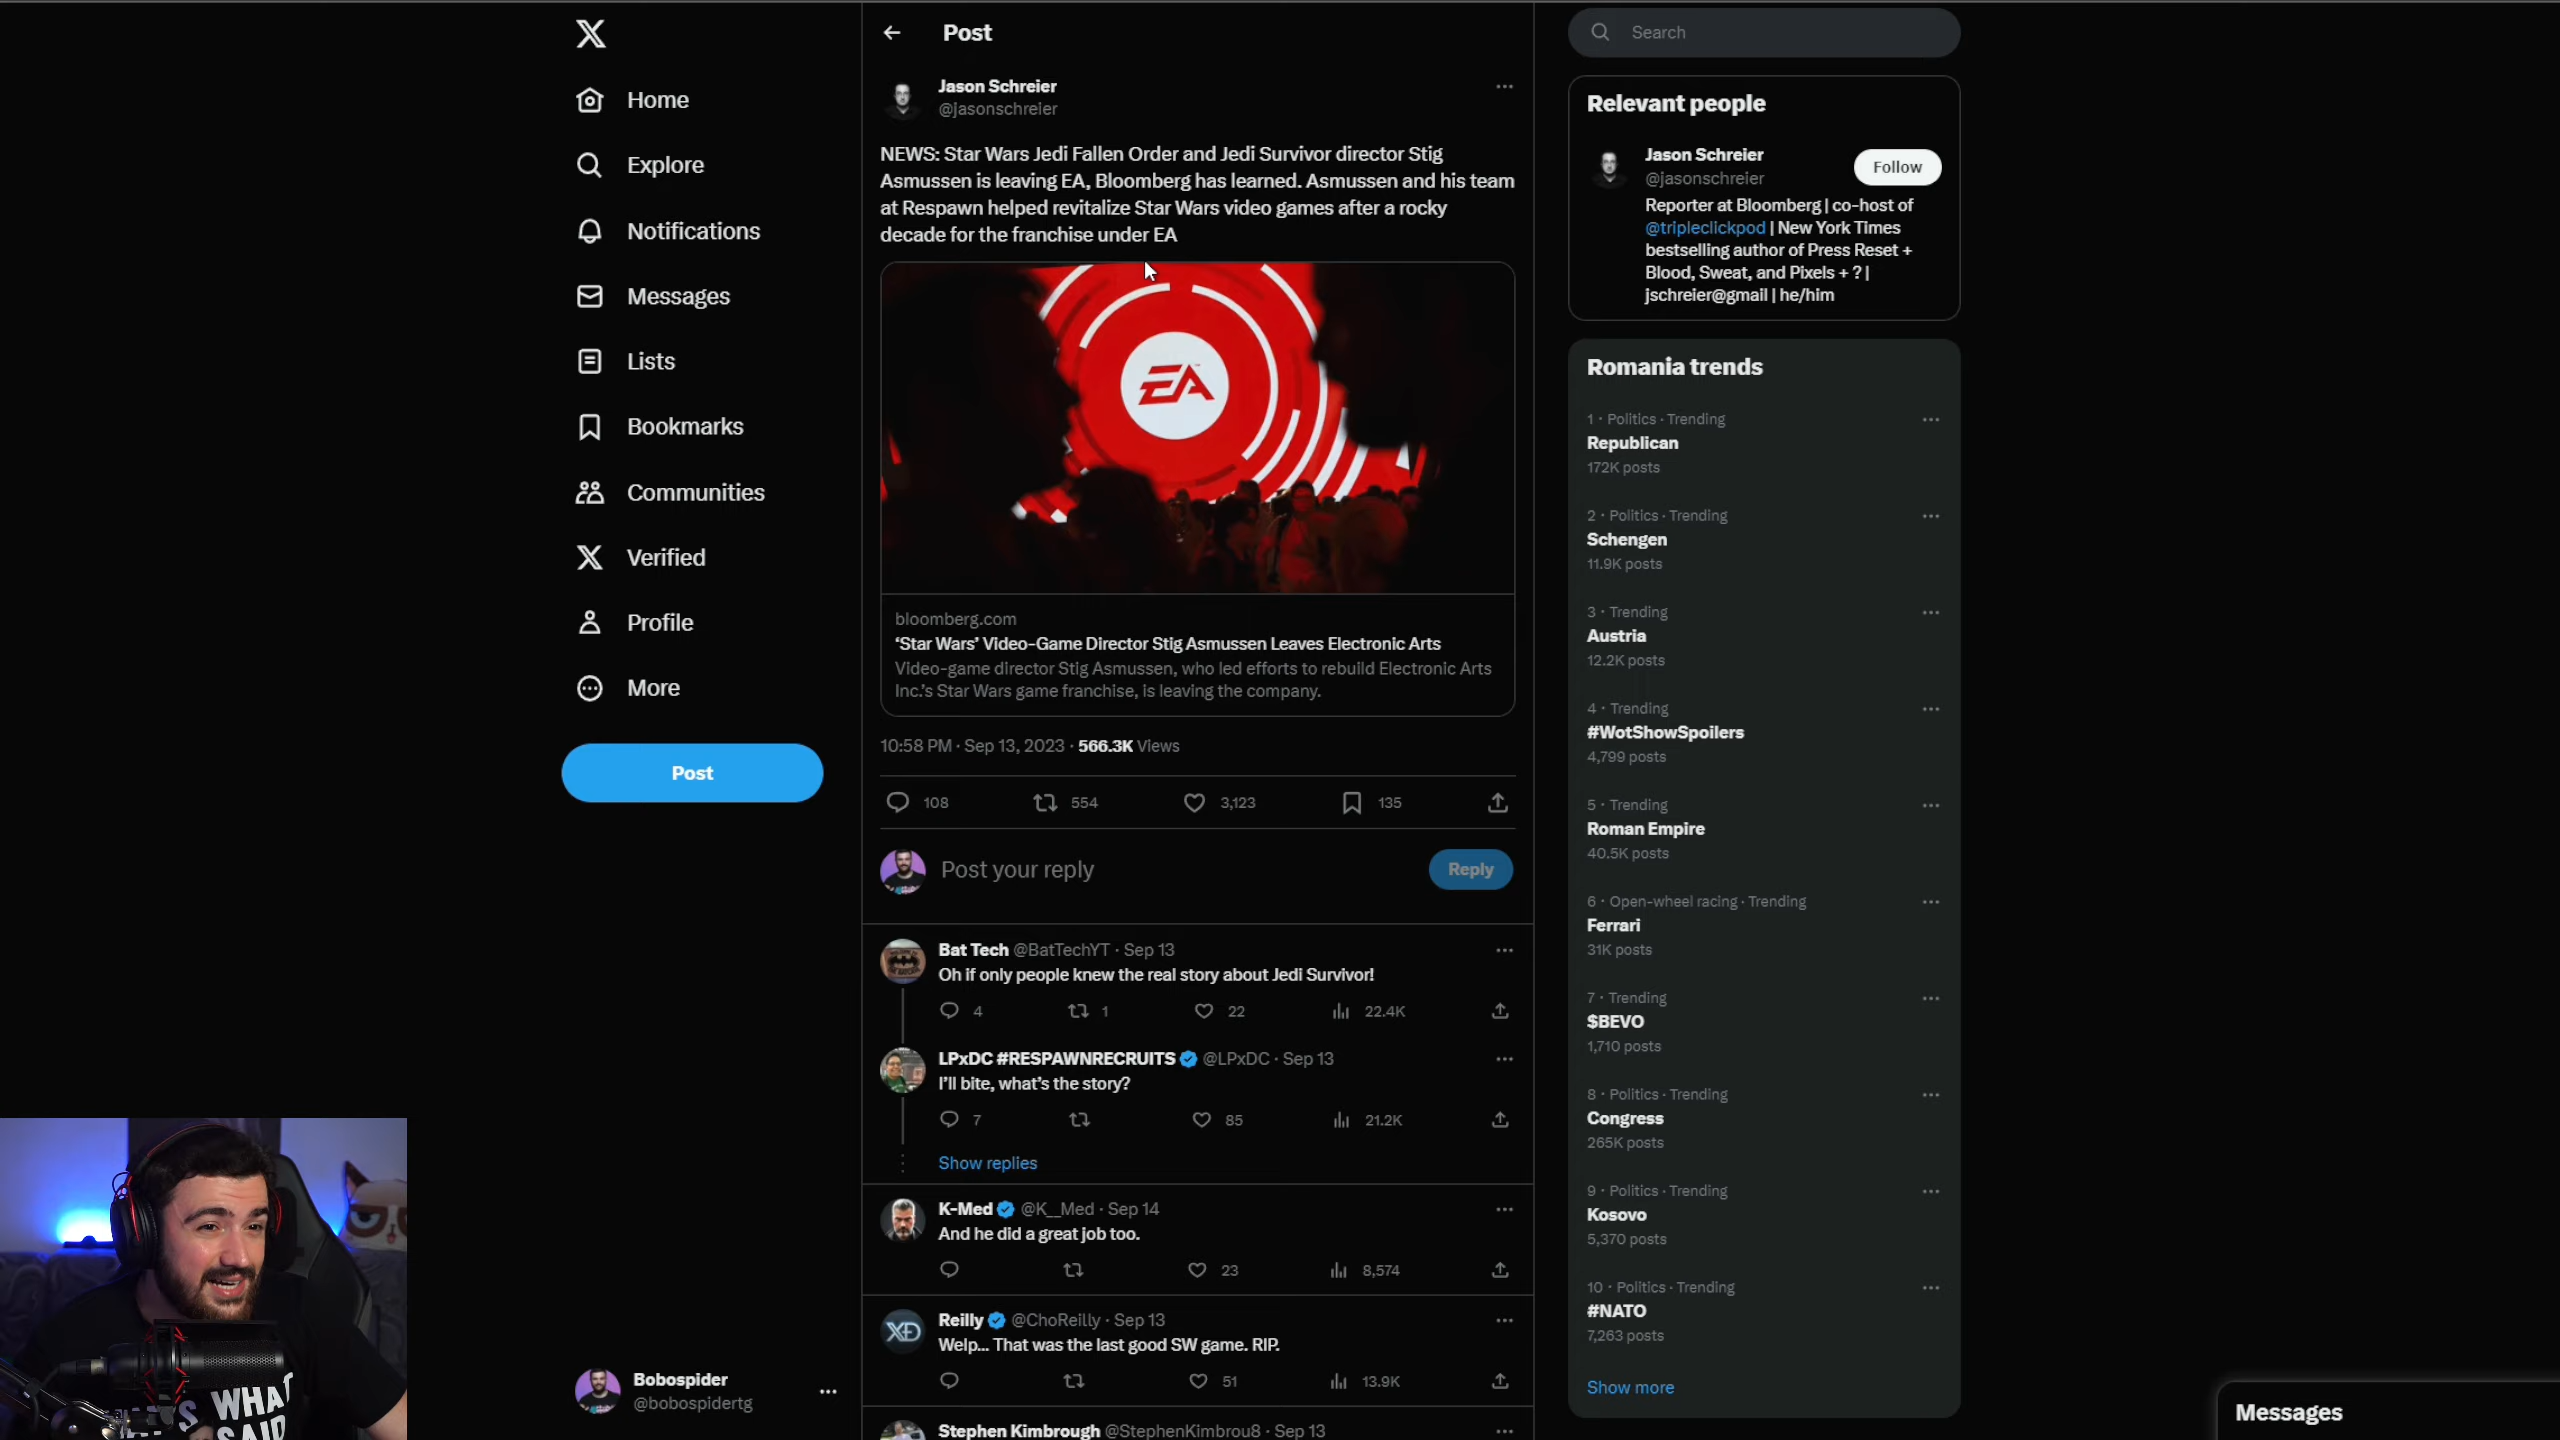 Home
Explore
Notifications
Messages
Lists
Bookmarks
Communities
Verified
Profile
More
Post
Bobospider
@bobospidertg
Post
Jason Schreier
@jasonschreier
NEWS: Star Wars Jedi Fallen Order and Jedi Survivor director Stig
Asmussen is leaving EA, Bloomberg has learned. Asmussen and his team
at Respawn helped revitalize Star Wars video games after a rocky
decade for the franchise under EA
EA
bloomberg.com
‘Star Wars’ Video-Game Director Stig Asmussen Leaves Electronic Arts
Video-game director Stig Asmussen, who led efforts to rebuild Electronic Arts
Inc.’s Star Wars game franchise, is leaving the company.
10:58 PM · Sep 13, 2023 · 566.3K Views
108 554 3,123 135
Post your reply
Reply
Bat Tech @BatTechYT · Sep 13
Oh if only people knew the real story about Jedi Survivor!
4 1 22 22.4K
LPxDC #RESPAWNRECRUITS @LPxDC · Sep 13
I’ll bite, what’s the story?
7 85 21.2K
Show replies
K-Med @K__Med · Sep 14
And he did a great job too.
23 8,574
Reilly @ChoReilly · Sep 13
Welp... That was the last good SW game. RIP.
51 13.9K
Stephen Kimbrough @StephenKimbrou8 · Sep 13
Search
Relevant people
Jason Schreier
@jasonschreier
Follow
Reporter at Bloomberg | co-host of
@tripleclickpod | New York Times
bestselling author of Press Reset +
Blood, Sweat, and Pixels + ? |
jschreier@gmail | he/him
Romania trends
1 · Politics · Trending
Republican
172K posts
2 · Politics · Trending
Schengen
11.9K posts
3 · Trending
Austria
12.2K posts
4 · Trending
#WotShowSpoilers
4,799 posts
5 · Trending
Roman Empire
40.5K posts
6 · Open-wheel racing · Trending
Ferrari
31K posts
7 · Trending
$BEVO
1,710 posts
8 · Politics · Trending
Congress
265K posts
9 · Politics · Trending
Kosovo
5,370 posts
10 · Politics · Trending
#NATO
7,263 posts
Show more
Messages
WHAT
SAID